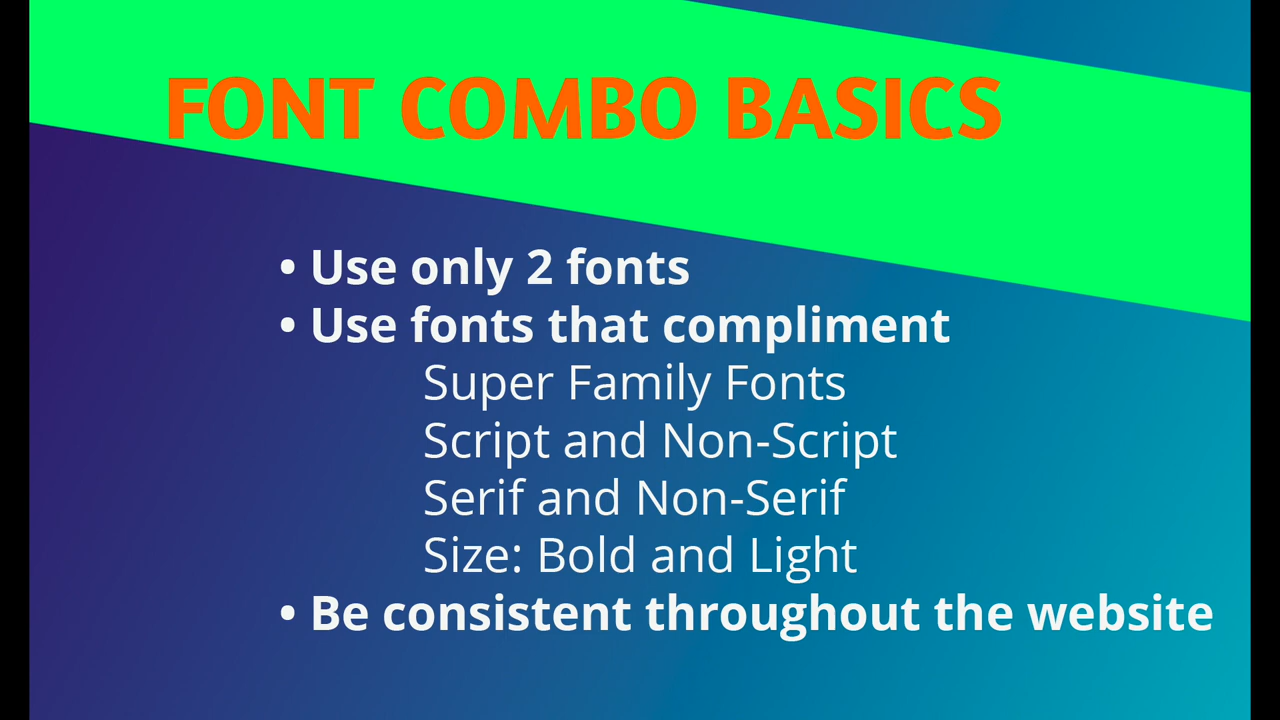 FONT COMBO BASICS
• Use only 2 fonts
• Use fonts that compliment
Super Family Fonts
Script and Non-Script
Serif and Non-Serif
Size: Bold and Light
• Be consistent throughout the website